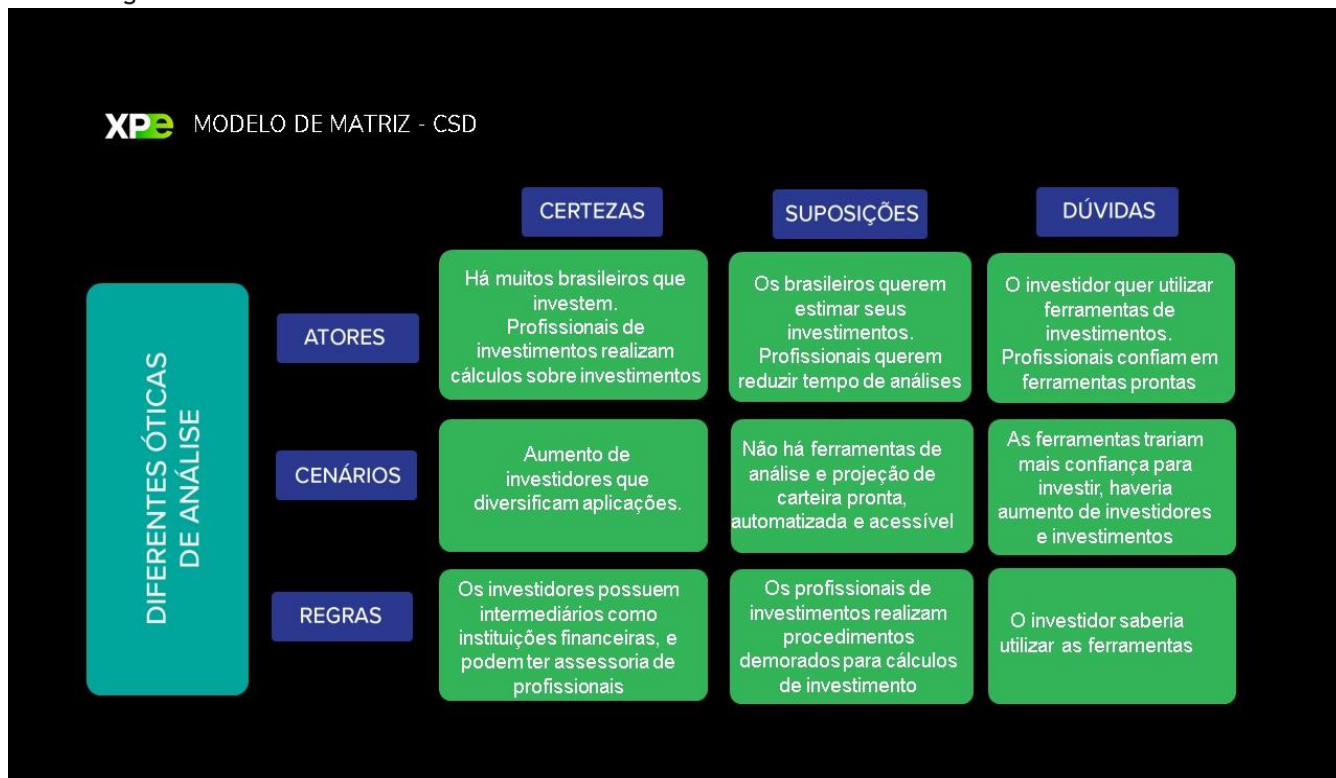 XPe MODELO DE MATRIZ - CSD
CERTEZAS
SUPOSIÇÕES
DÚVIDAS
DIFERENTES ÓTICAS
DE ANÁLISE
ATORES
Há muitos brasileiros que
investem.
Profissionais de
investimentos realizam
cálculos sobre investimentos
Os brasileiros querem
estimar seus
investimentos.
Profissionais querem
reduzir tempo de análises
O investidor quer utilizar
ferramentas de
investimentos.
Profissionais confiam em
ferramentas prontas
CENÁRIOS
Aumento de
investidores que
diversificam aplicações.
Não há ferramentas de
análise e projeção de
carteira pronta,
automatizada e acessível
As ferramentas trariam
mais confiança para
investir, haveria
aumento de investidores
e investimentos
REGRAS
Os investidores possuem
intermediários como
instituições financeiras, e
podem ter assessoria de
profissionais
Os profissionais de
investimentos realizam
procedimentos
demorados para cálculos
de investimento
O investidor saberia
utilizar as ferramentas